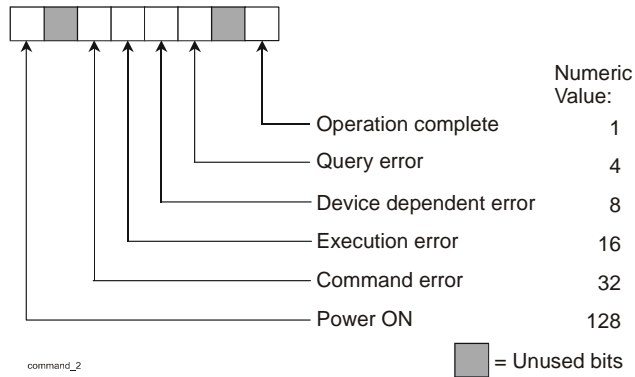 Numeric
Value:
Operation complete 1
Query error 4
Device dependent error 8
Execution error 16
Command error 32
Power ON 128
command_2
= Unused bits